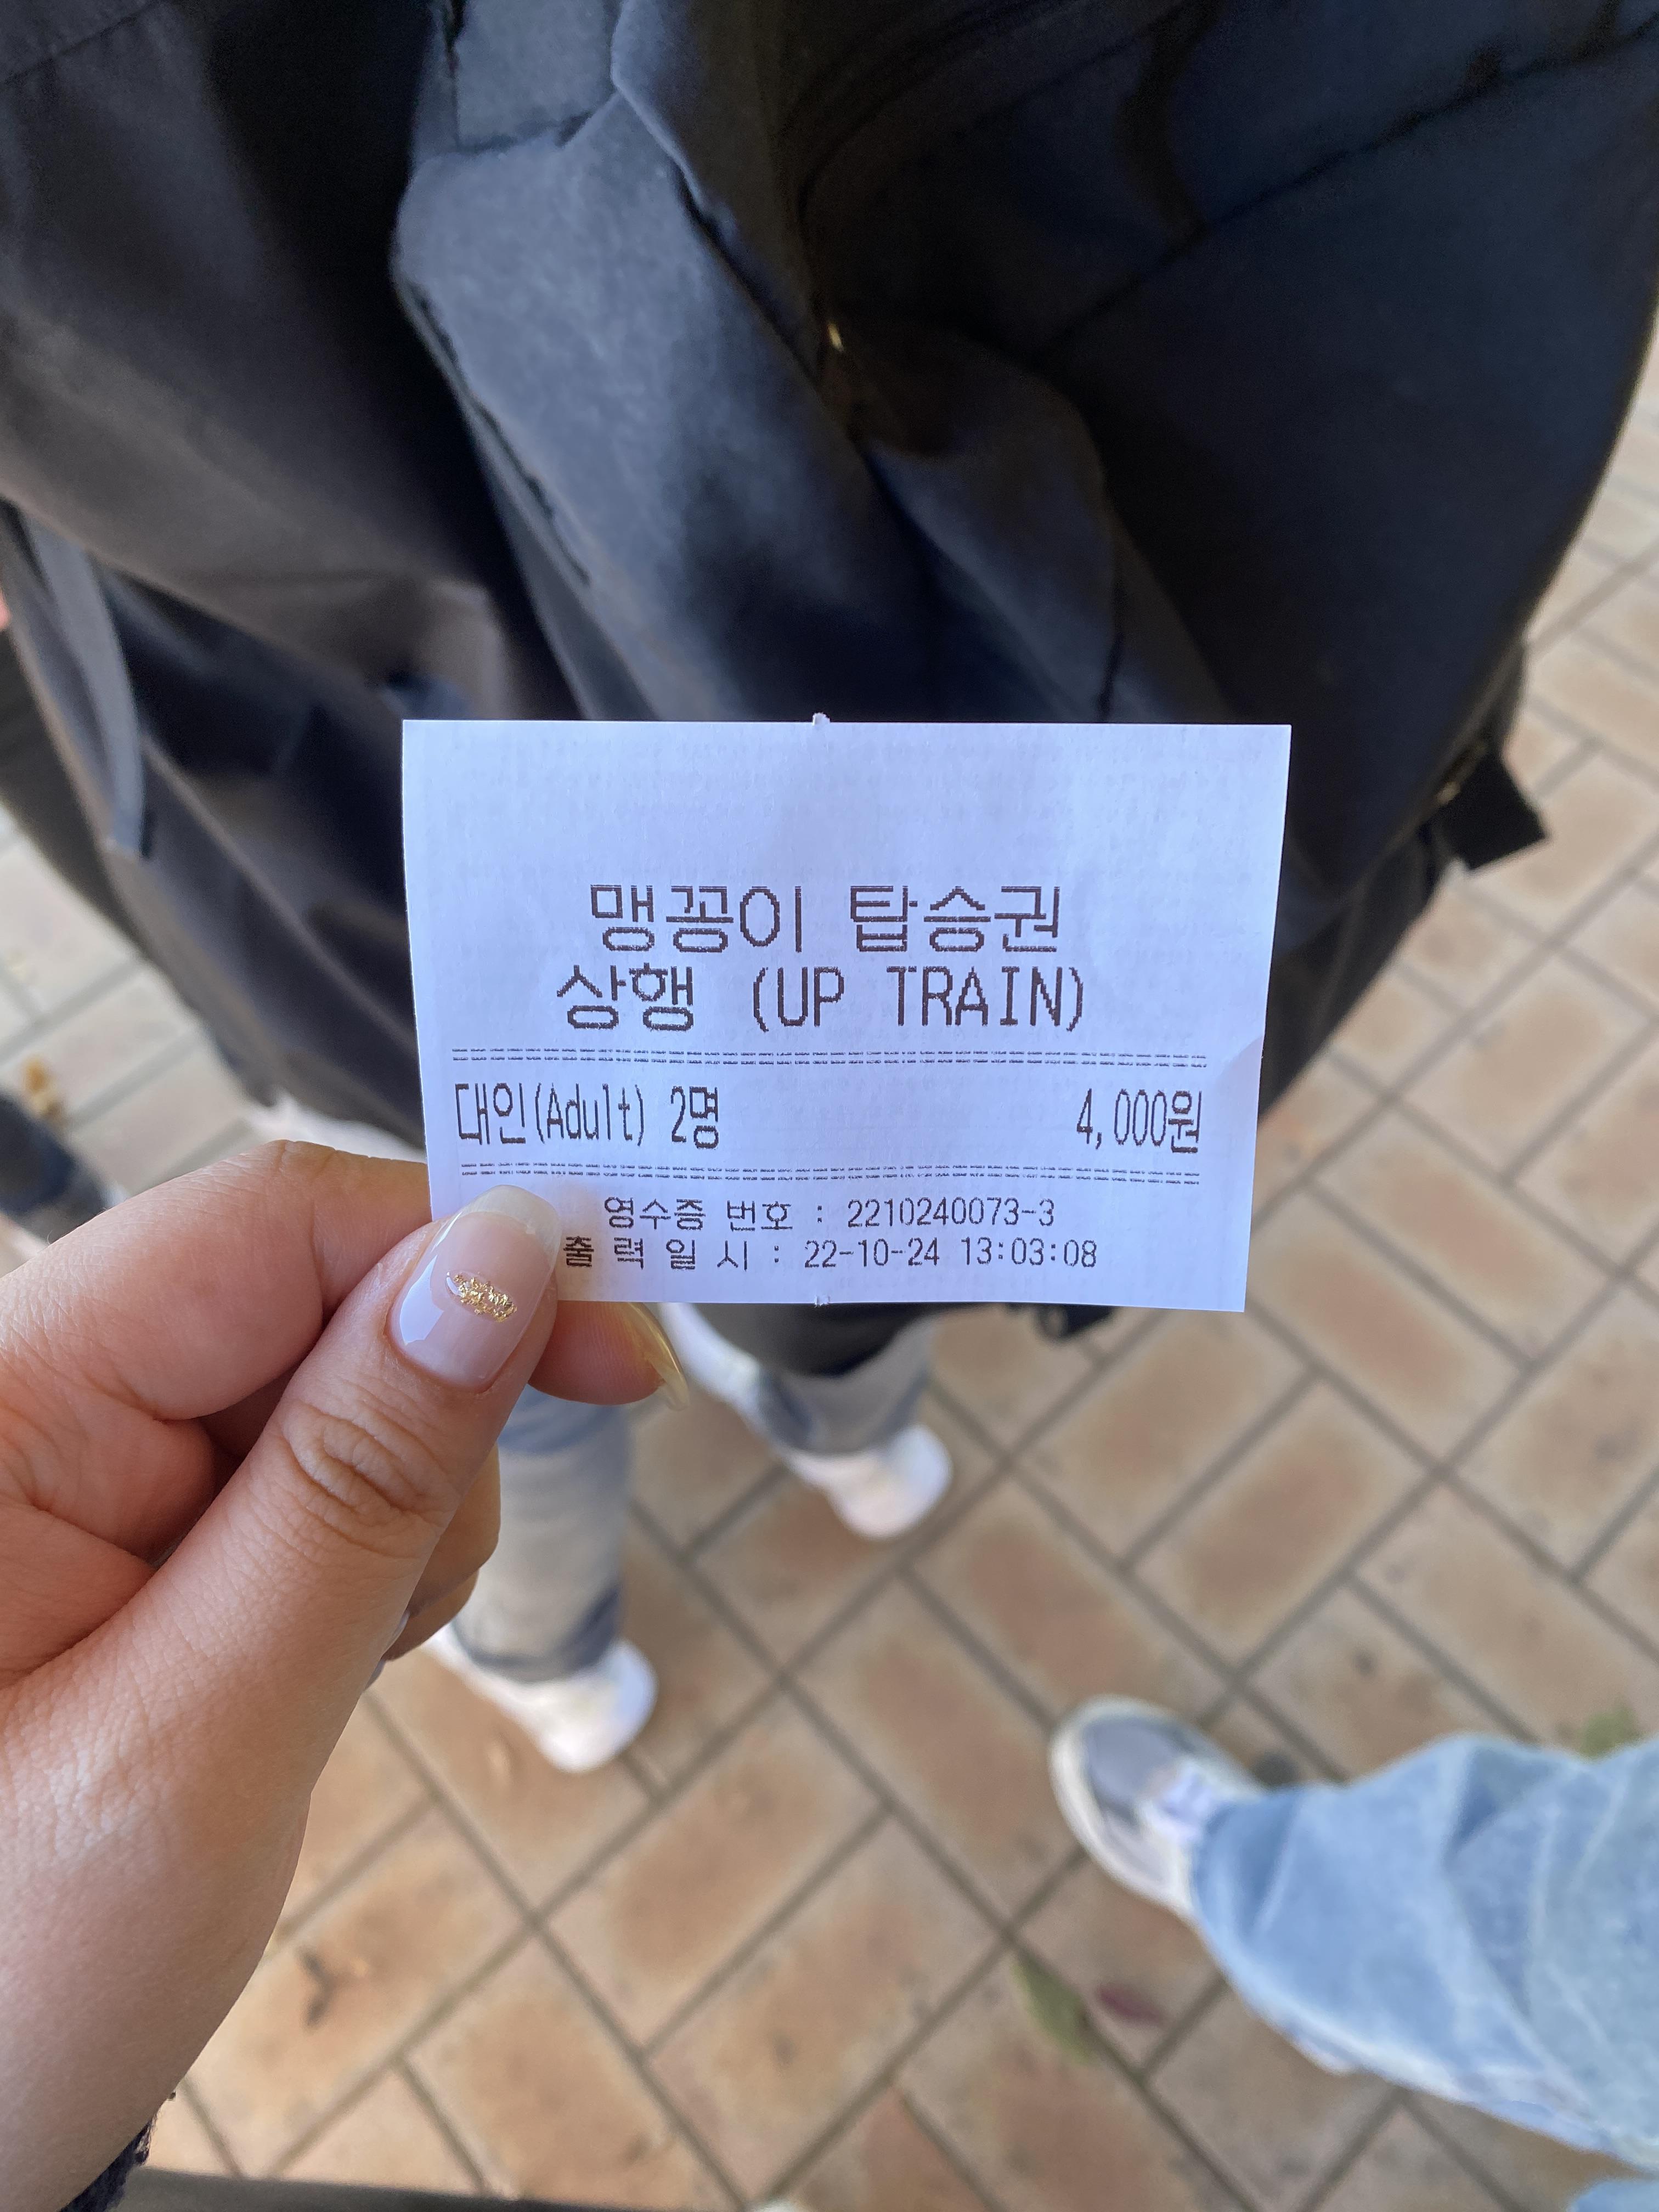 맹꽁이 탑승권
상행 (UP TRAIN)
대인(Adult) 2명 4,000원
영수증 번호 : 2210240073-3
출 력 일 시 : 22-10-24 13:03:08